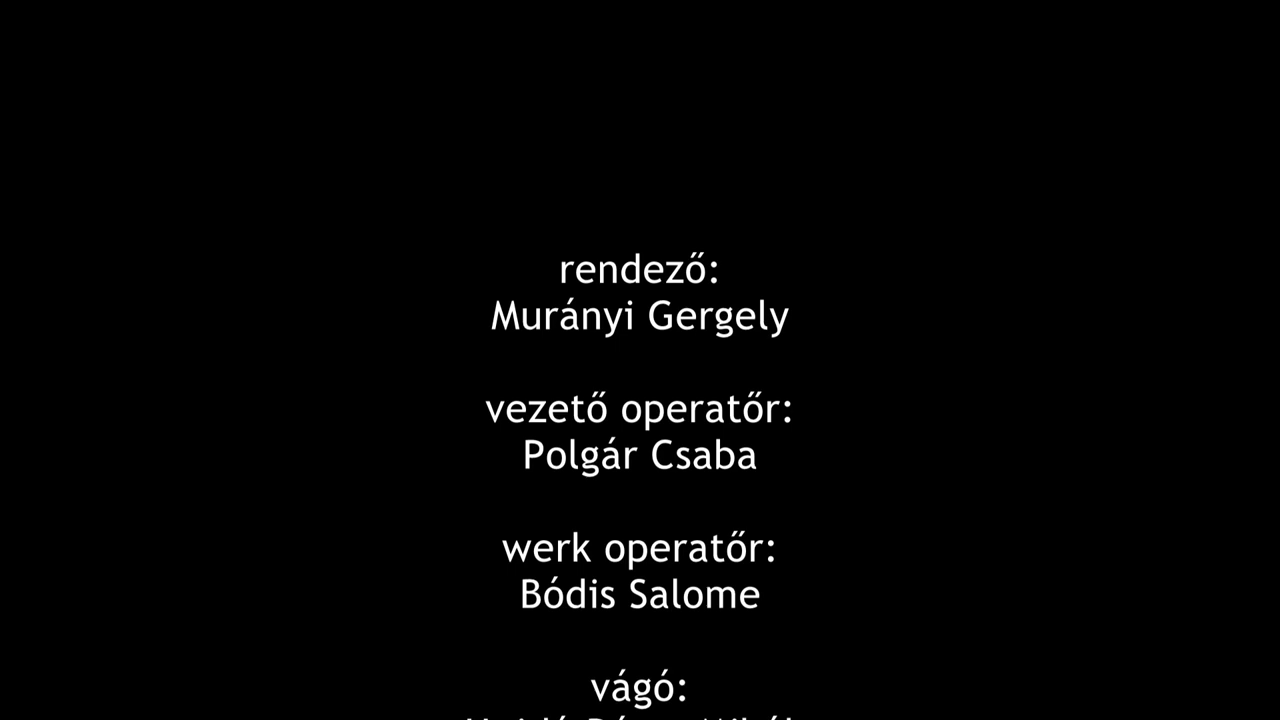 rendező:
Murányi Gergely
vezető operatőr:
Polgár Csaba
werk operatőr:
Bódis Salome
vágó: